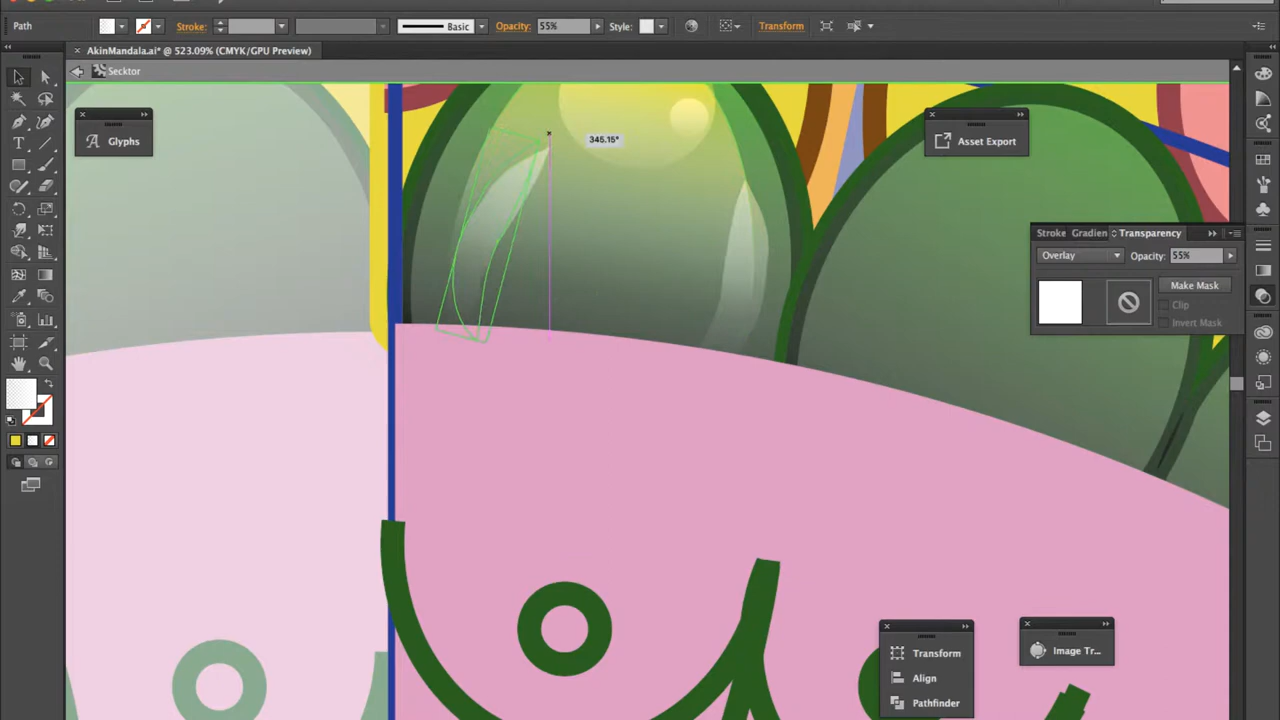 Path
Stroke:
Basic
Opacity:
55%
Style:
Transform
AkinMandala.ai* @ 523.09% (CMYK/GPU Preview)
Secktor
Glyphs
345.15°
Asset Export
Stroke
Gradien
Transparency
Overlay
Opacity:
55%
Make Mask
Clip
Invert Mask
Transform
Align
Pathfinder
Image Tr...